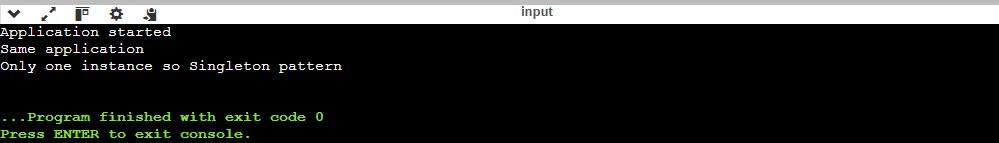 input
Application started
Same application
Only one instance so Singleton pattern
...Program finished with exit code 0
Press ENTER to exit console.